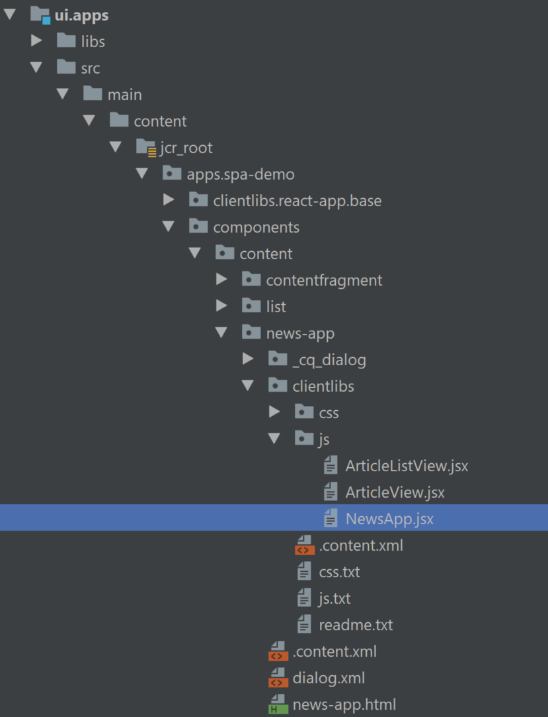 ui.apps
libs
src
main
content
jcr_root
apps.spa-demo
clientlibs.react-app.base
components
content
contentfragment
list
news-app
_cq_dialog
clientlibs
css
js
ArticleListView.jsx
ArticleView.jsx
NewsApp.jsx
.content.xml
css.txt
js.txt
readme.txt
.content.xml
dialog.xml
news-app.html